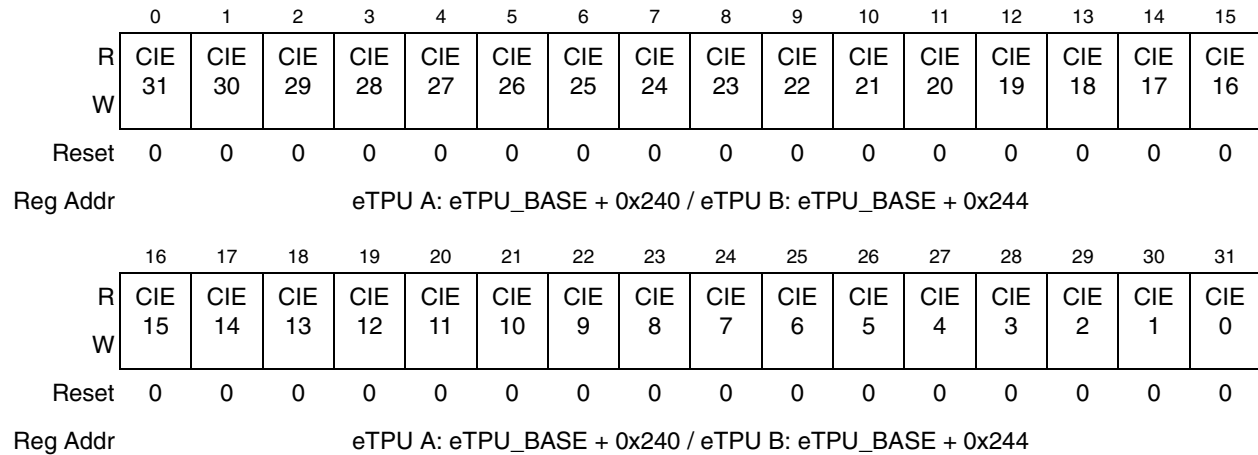 0 1 2 3 4 5 6 7 8 9 10 11 12 13 14 15
R CIE CIE CIE CIE CIE CIE CIE CIE CIE CIE CIE CIE CIE CIE CIE CIE
31 30 29 28 27 26 25 24 23 22 21 20 19 18 17 16
W
Reset 0 0 0 0 0 0 0 0 0 0 0 0 0 0 0 0
Reg Addr eTPU A: eTPU_BASE + 0x240 / eTPU B: eTPU_BASE + 0x244
16 17 18 19 20 21 22 23 24 25 26 27 28 29 30 31
R CIE CIE CIE CIE CIE CIE CIE CIE CIE CIE CIE CIE CIE CIE CIE CIE
15 14 13 12 11 10 9 8 7 6 5 4 3 2 1 0
W
Reset 0 0 0 0 0 0 0 0 0 0 0 0 0 0 0 0
Reg Addr eTPU A: eTPU_BASE + 0x240 / eTPU B: eTPU_BASE + 0x244